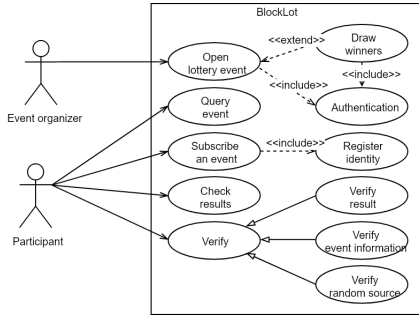 BlockLot
<<extend>>
Draw
winners
Open
lottery event
<<include>>
<<include>>
Event organizer
Query
event
Authentication
Subscribe
an event
<<include>>
Register
identity
Check
results
Verify
result
Participant
Verify
Verify
event information
Verify
random source